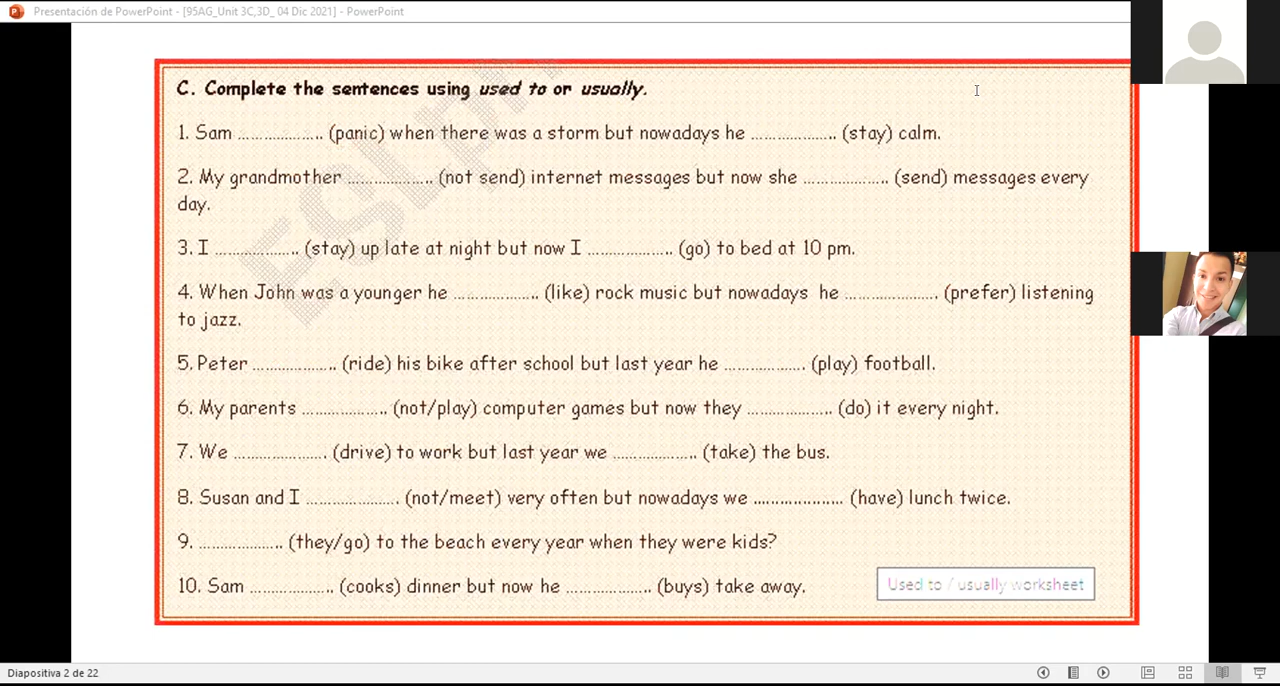 Presentación de PowerPoint - [95AG_Unit 3C,3D_ 04 Dic 2021] - PowerPoint
C. Complete the sentences using used to or usually.
1. Sam ……………….. (panic) when there was a storm but nowadays he ……………….. (stay) calm.
2. My grandmother ……………….. (not send) internet messages but now she ……………….. (send) messages every
day.
3. I ……………….. (stay) up late at night but now I ……………….. (go) to bed at 10 pm.
4. When John was a younger he ……………….. (like) rock music but nowadays he ………………….. (prefer) listening
to jazz.
5. Peter ……………….. (ride) his bike after school but last year he ……………….. (play) football.
6. My parents ……………….. (not/play) computer games but now they ……………….. (do) it every night.
7. We …………………. (drive) to work but last year we ……………….. (take) the bus.
8. Susan and I …………………. (not/meet) very often but nowadays we ………………... (have) lunch twice.
9. ……………….. (they/go) to the beach every year when they were kids?
10. Sam ……………….. (cooks) dinner but now he ……………….. (buys) take away.
Used to / usually worksheet
Diapositiva 2 de 22